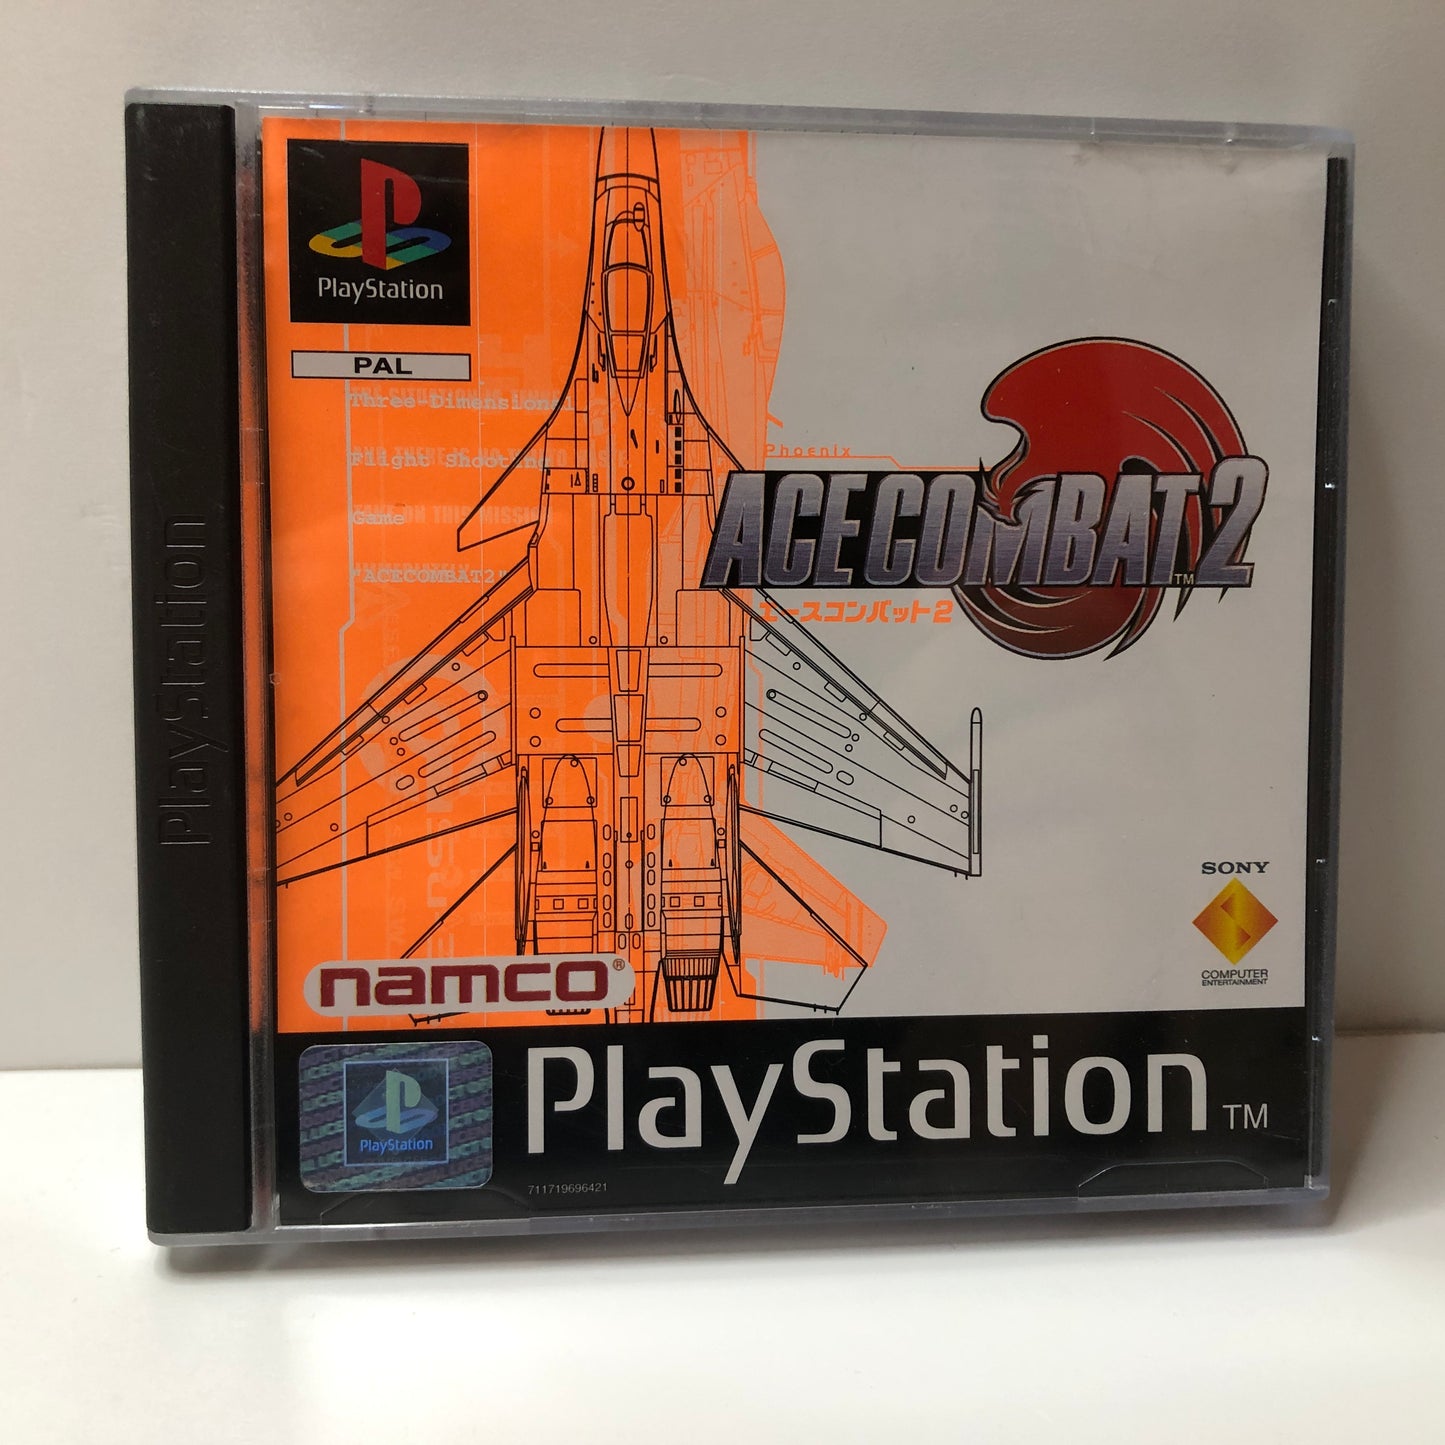 PlayStation
PlayStation
PAL
Three-Dimensional
Flight Shooting
Game
"ACECOMBAT2"
Phoenix
ACE COMBAT 2
TM
エースコンバット2
SONY
COMPUTER
ENTERTAINMENT
namco®
PlayStation
PlayStation TM
711719696421